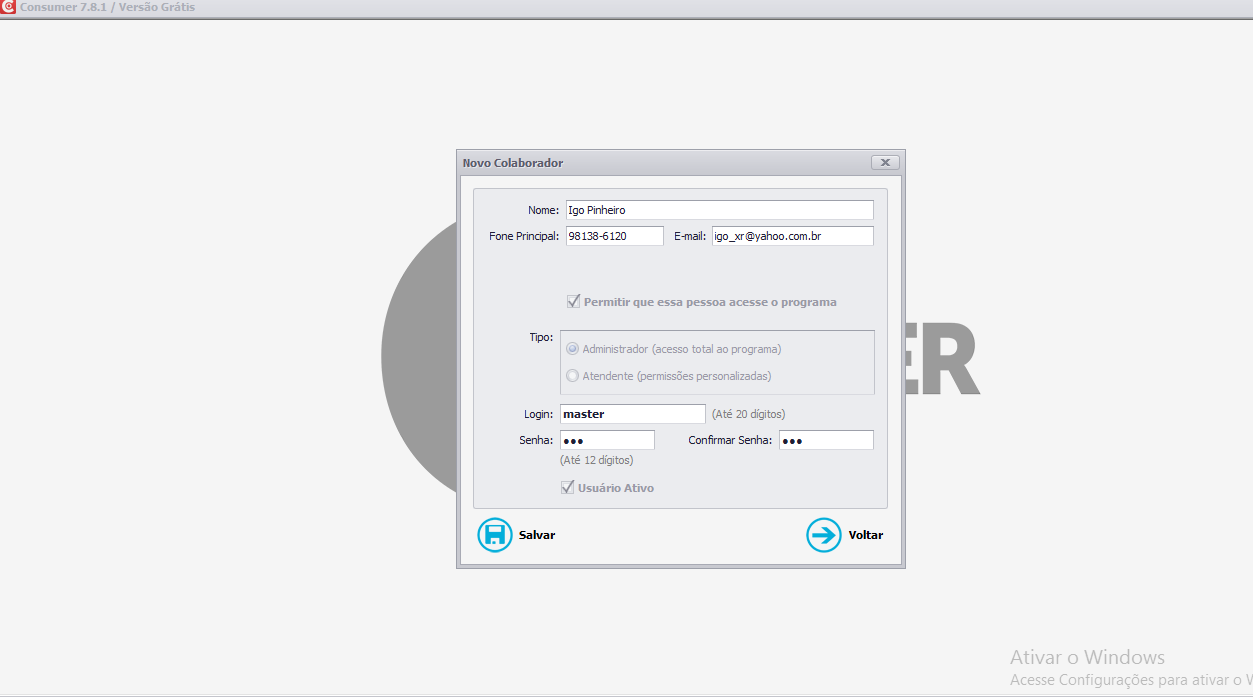 Consumer 7.8.1 / Versão Grátis
Novo Colaborador
Nome: Igo Pinheiro
Fone Principal: 98138-6120 E-mail: igo_xr@yahoo.com.br
Permitir que essa pessoa acesse o programa
Tipo:
Administrador (acesso total ao programa)
Atendente (permissões personalizadas)
ER
Login: master (Até 20 dígitos)
Senha: ●●● Confirmar Senha: ●●●
(Até 12 dígitos)
Usuário Ativo
Salvar Voltar
Ativar o Windows
Acesse Configurações para ativar o